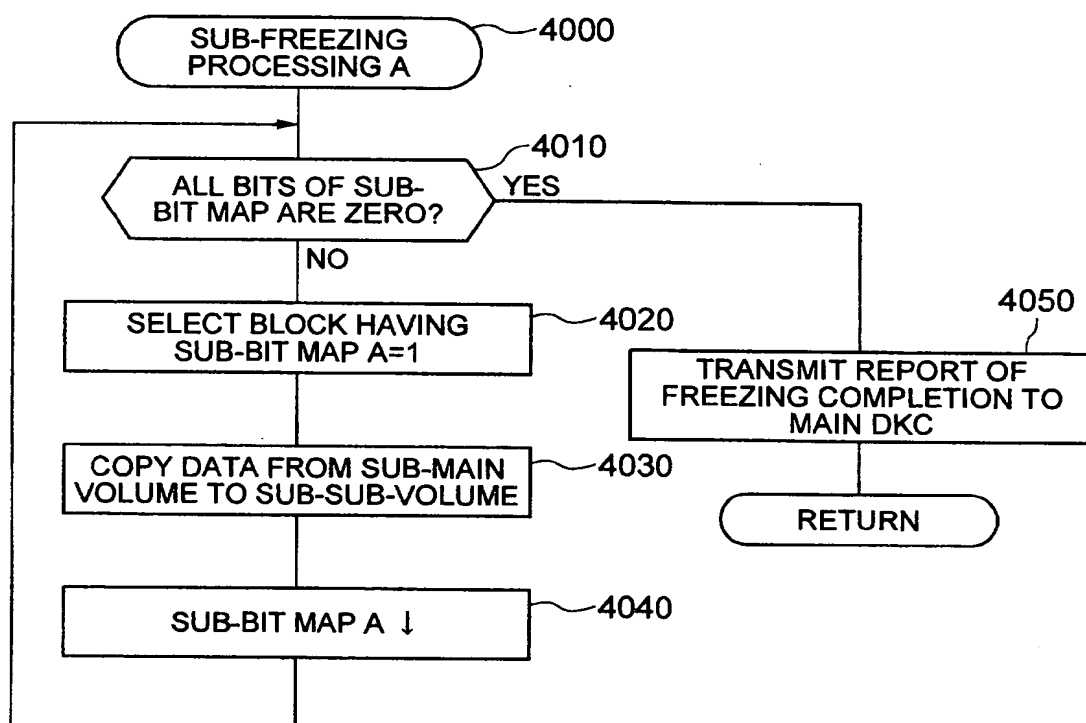 SUB-FREEZING
PROCESSING A
4000
ALL BITS OF SUB-
BIT MAP ARE ZERO?
4010
YES
NO
SELECT BLOCK HAVING
SUB-BIT MAP A=1
4020
COPY DATA FROM SUB-MAIN
VOLUME TO SUB-SUB-VOLUME
4030
SUB-BIT MAP A ↓
4040
4050
TRANSMIT REPORT OF
FREEZING COMPLETION TO
MAIN DKC
RETURN